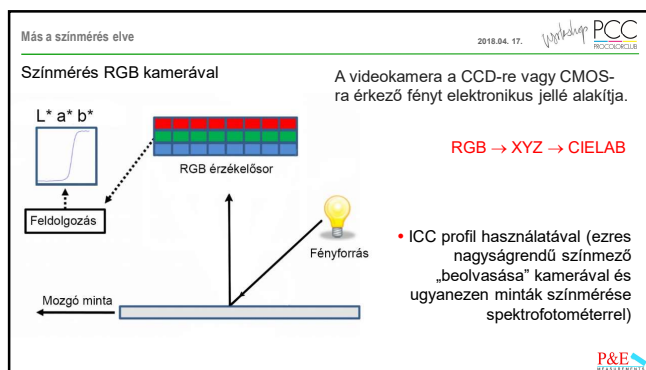 Más a színmérés elve
2018.04. 17.
Workshop PCC
PROCOLORCLUB
Színmérés RGB kamerával
A videokamera a CCD-re vagy CMOS-
ra érkező fényt elektronikus jellé alakítja.
L* a* b*
RGB érzékelősor
RGB → XYZ → CIELAB
Feldolgozás
Fényforrás
• ICC profil használatával (ezres
nagyságrendű színmező
„beolvasása” kamerával és
ugyanezen minták színmérése
spektrofotométerrel)
Mozgó minta
P&E
MEASUREMENTS